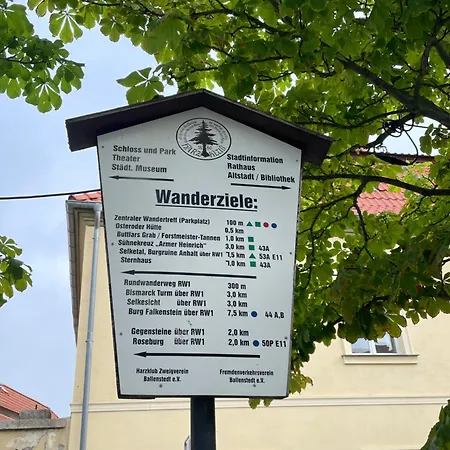 Schloss und Park
Theater
Städt. Museum
Stadtinformation
Rathaus
Altstadt / Bibliothek
Wanderziele:
Zentraler Wandertreff (Parkplatz) 100 m
Osteroder Hütte 0,5 km
Buttlars Grab / Forstmeister-Tannen 1,0 km
Sühnekreuz „Armer Heinrich" 3,0 km 43A
Selketal, Burgruine Anhalt über RW1 7,5 km 53A E11
Sternhaus 7,0 km 43A
Rundwanderweg RW1 300 m
Bismarck Turm über RW1 3,0 km
Selkesicht über RW1 3,0 km
Burg Falkenstein über RW1 7,5 km 44 A,B
Gegensteine über RW1 2,0 km
Roseburg über RW1 2,0 km 50P E11
Harzklub Zweigverein Fremdenverkehrsverein
Ballenstedt e.V. Ballenstedt e.V.